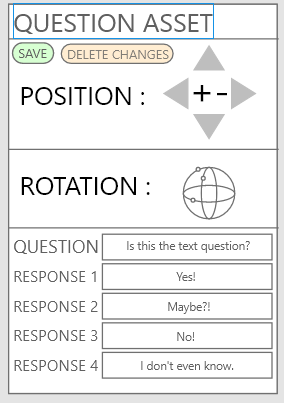 QUESTION ASSET
SAVE DELETE CHANGES
POSITION : + -
ROTATION :
QUESTION Is this the text question?
RESPONSE 1 Yes!
RESPONSE 2 Maybe?!
RESPONSE 3 No!
RESPONSE 4 I don't even know.